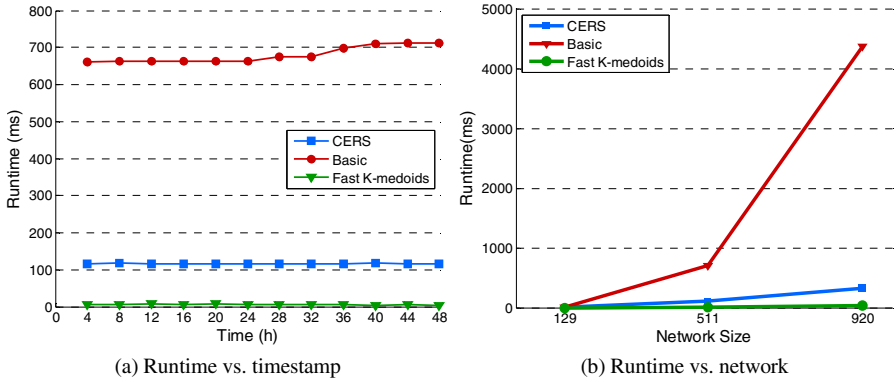 800
700
600
500
400
300
200
100
0
Runtime (ms)
CERS
Basic
Fast K-medoids
0 4 8 12 16 20 24 28 32 36 40 44 48
Time (h)
(a) Runtime vs. timestamp
5000
4000
3000
2000
1000
0
Runtime(ms)
CERS
Basic
Fast K-medoids
129 511 920
Network Size
(b) Runtime vs. network